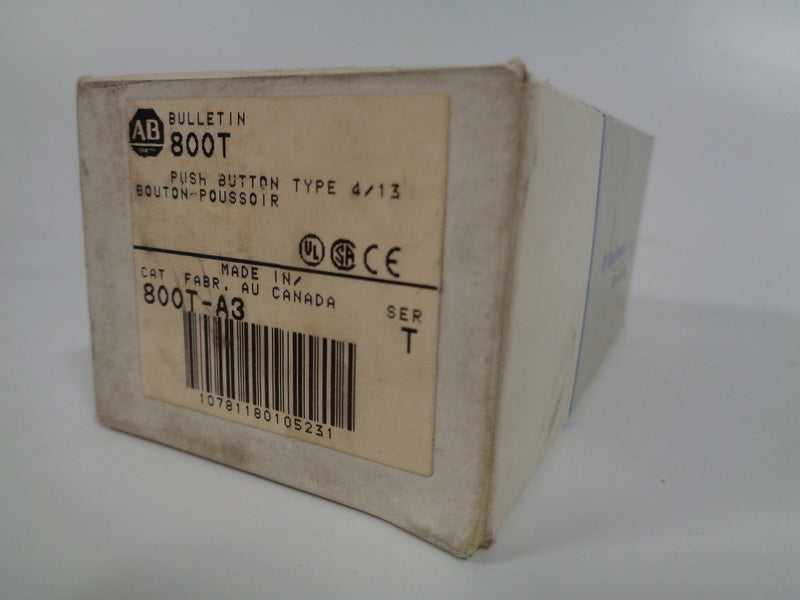 AB
BULLETIN
800T
PUSH BUTTON TYPE 4/13
BOUTON-POUSSOIR
UL SA CE
MADE IN/
FABR. AU CANADA
CAT
800T-A3
SER
T
10781180105231